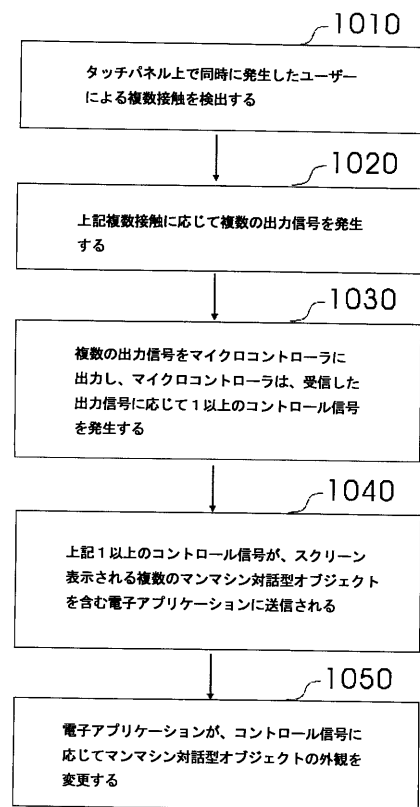 1010
タッチパネル上で同時に発生したユーザー
による複数接触を検出する
1020
上記複数接触に応じて複数の出力信号を発生
する
1030
複数の出力信号をマイクロコントローラに
出力し、マイクロコントローラは、受信した
出力信号に応じて1以上のコントロール信号
を発生する
1040
上記1以上のコントロール信号が、スクリーン
表示される複数のマンマシン対話型オブジェクト
を含む電子アプリケーションに送信される
1050
電子アプリケーションが、コントロール信号に
応じてマンマシン対話型オブジェクトの外観を
変更する